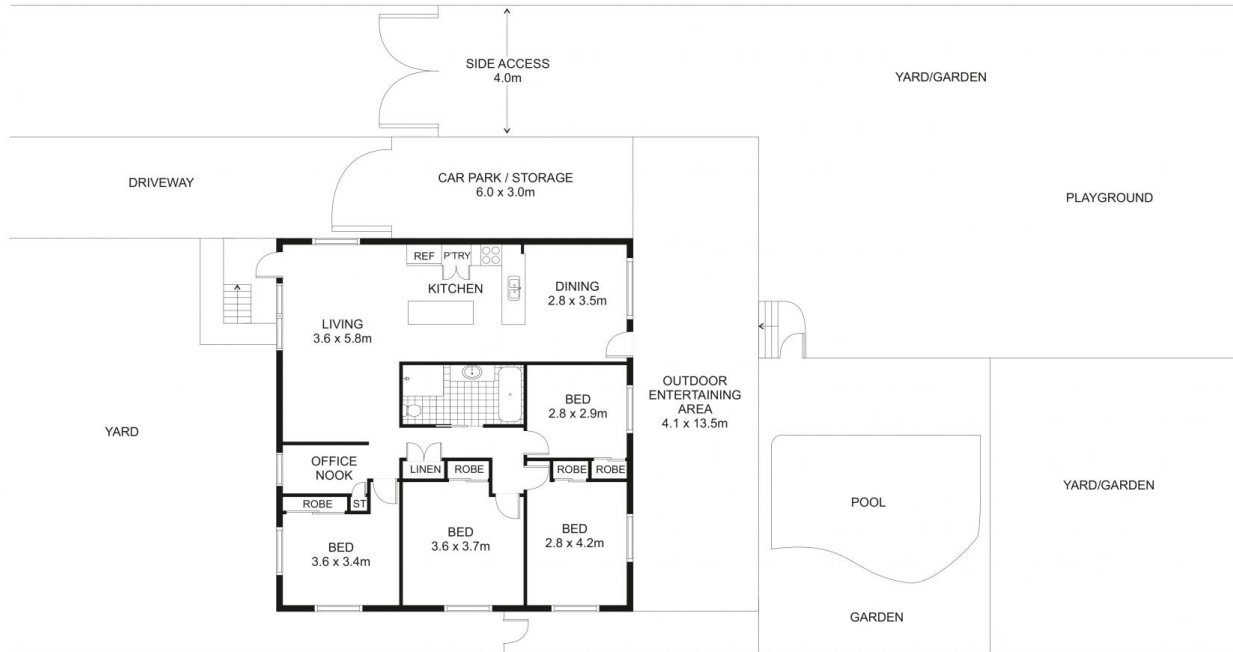 SIDE ACCESS
4.0m
YARD/GARDEN
DRIVEWAY
CAR PARK / STORAGE
6.0 x 3.0m
PLAYGROUND
REF
P'TRY
KITCHEN
DINING
2.8 x 3.5m
LIVING
3.6 x 5.8m
OUTDOOR
ENTERTAINING
AREA
4.1 x 13.5m
BED
2.8 x 2.9m
YARD
OFFICE
NOOK
LINEN
ROBE
ROBE
ROBE
ROBE
ST
POOL
YARD/GARDEN
BED
3.6 x 3.4m
BED
3.6 x 3.7m
BED
2.8 x 4.2m
GARDEN